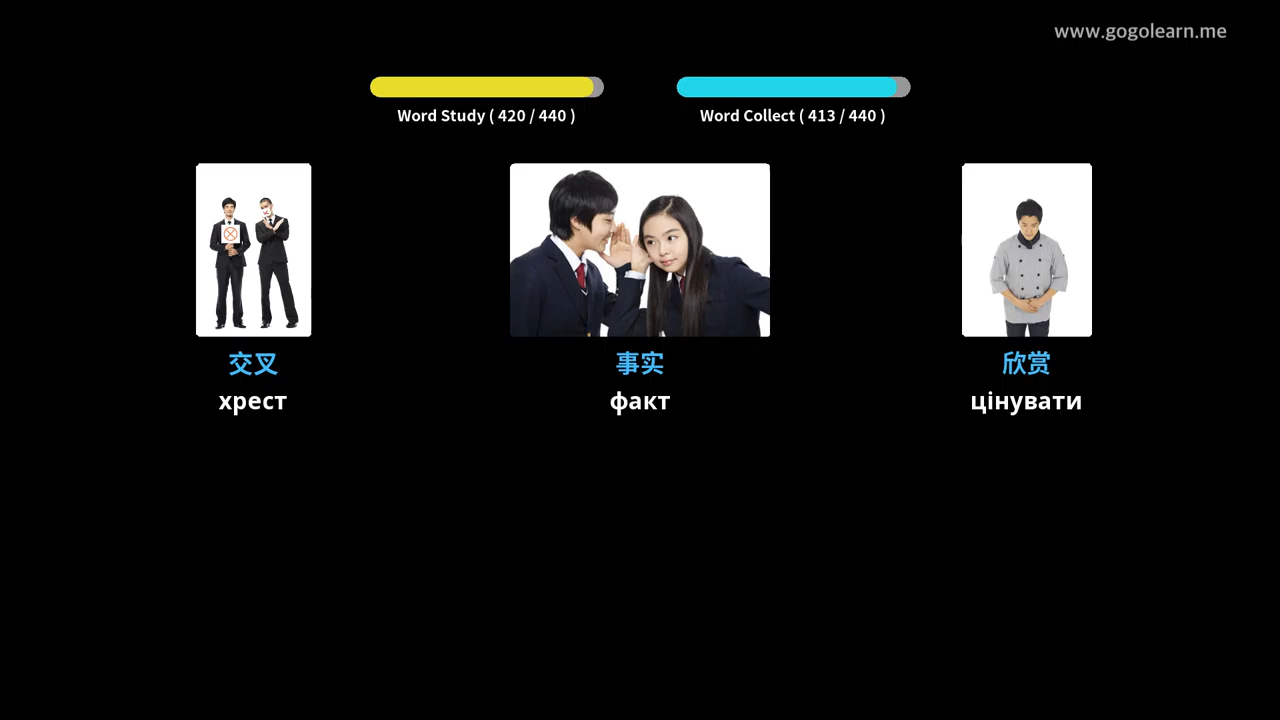 www.gogolearn.me
Word Study ( 420 / 440 )
Word Collect ( 413 / 440 )
交叉
事实
欣赏
хрест
факт
цінувати